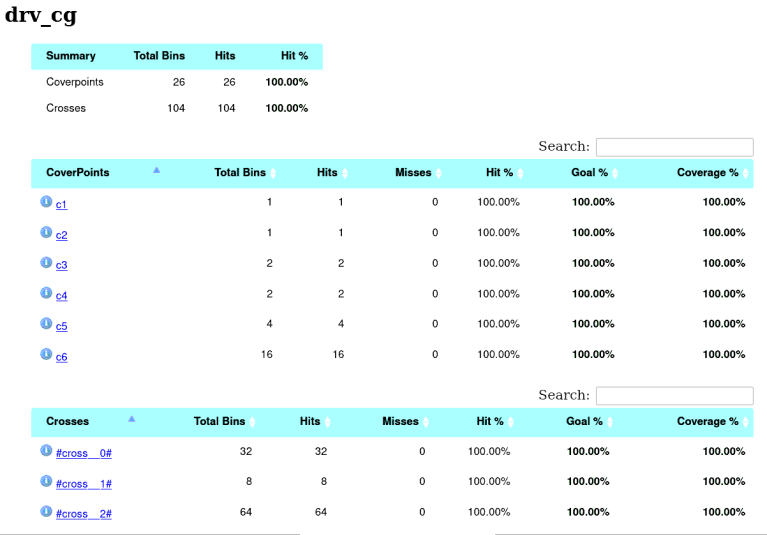 drv_cg
Summary Total Bins Hits Hit %
Coverpoints 26 26 100.00%
Crosses 104 104 100.00%
Search:
CoverPoints Total Bins Hits Misses Hit % Goal % Coverage %
c1 1 1 0 100.00% 100.00% 100.00%
c2 1 1 0 100.00% 100.00% 100.00%
c3 2 2 0 100.00% 100.00% 100.00%
c4 2 2 0 100.00% 100.00% 100.00%
c5 4 4 0 100.00% 100.00% 100.00%
c6 16 16 0 100.00% 100.00% 100.00%
Search:
Crosses Total Bins Hits Misses Hit % Goal % Coverage %
#cross__0# 32 32 0 100.00% 100.00% 100.00%
#cross__1# 8 8 0 100.00% 100.00% 100.00%
#cross__2# 64 64 0 100.00% 100.00% 100.00%